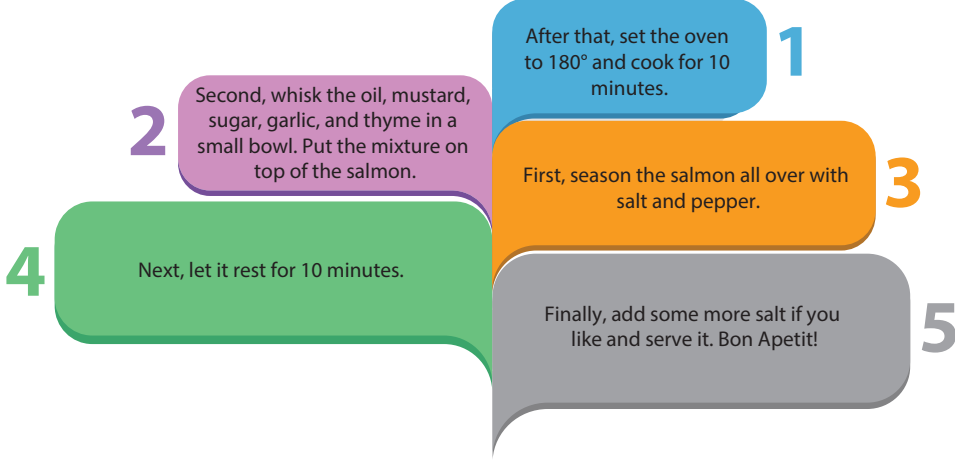 After that, set the oven
to 180° and cook for 10
minutes.
1
2
Second, whisk the oil, mustard,
sugar, garlic, and thyme in a
small bowl. Put the mixture on
top of the salmon.
First, season the salmon all over with
salt and pepper.
3
4
Next, let it rest for 10 minutes.
Finally, add some more salt if you
like and serve it. Bon Apetit!
5